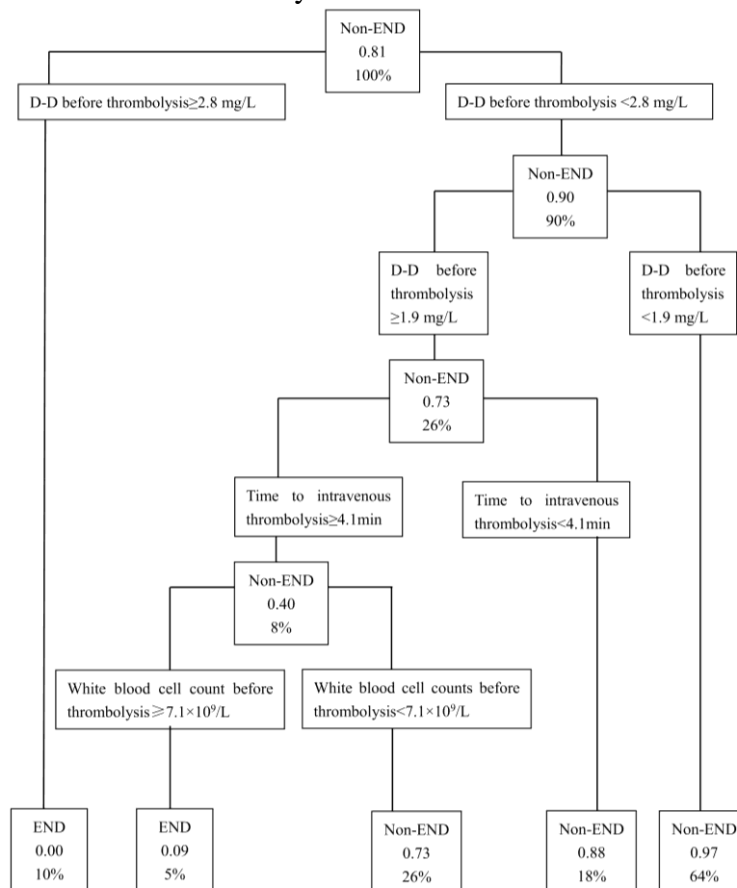 Non-END
0.81
100%
D-D before thrombolysis≥2.8 mg/L
D-D before thrombolysis <2.8 mg/L
Non-END
0.90
90%
D-D before
thrombolysis
≥1.9 mg/L
D-D before
thrombolysis
<1.9 mg/L
Non-END
0.73
26%
Time to intravenous
thrombolysis≥4.1min
Time to intravenous
thrombolysis<4.1min
Non-END
0.40
8%
White blood cell count before
thrombolysis≥7.1×10⁹/L
White blood cell counts before
thrombolysis<7.1×10⁹/L
END
0.00
10%
END
0.09
5%
Non-END
0.73
26%
Non-END
0.88
18%
Non-END
0.97
64%